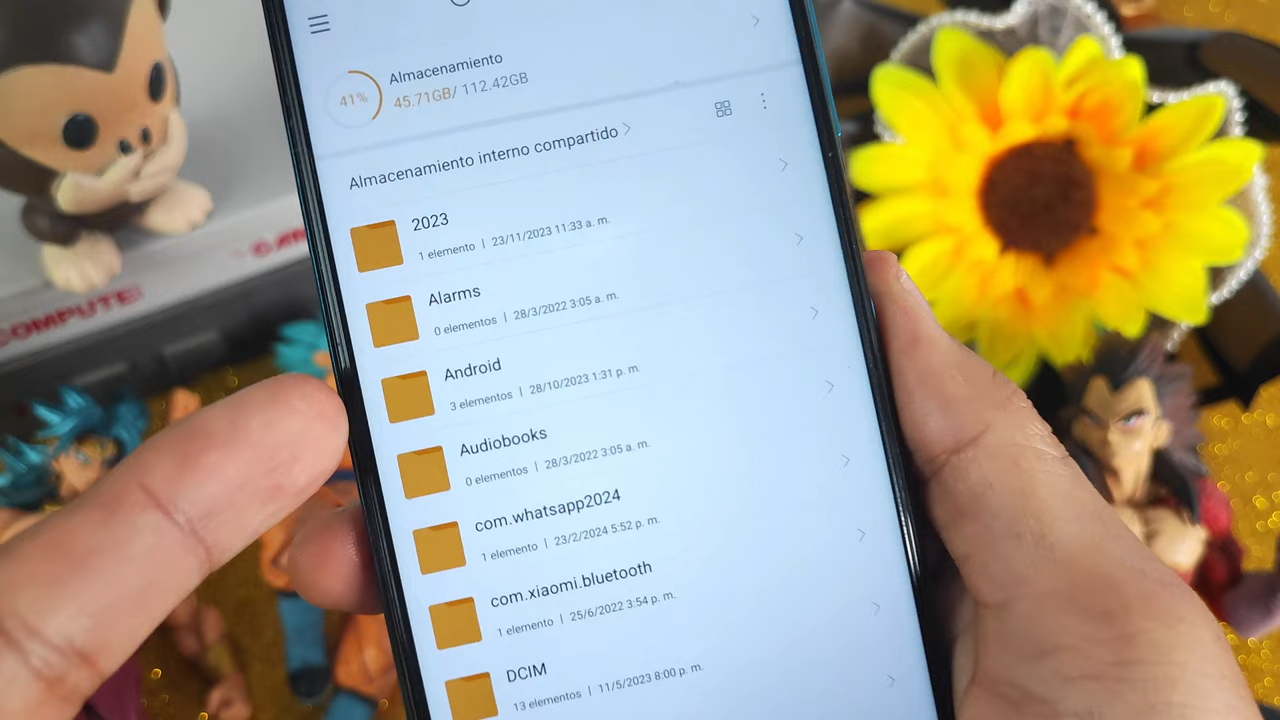 Almacenamiento
41%
45.71GB/ 112.42GB
Almacenamiento interno compartido
2023
1 elemento | 23/11/2023 11:33 a. m.
Alarms
0 elementos | 28/3/2022 3:05 a. m.
Android
3 elementos | 28/10/2023 1:31 p. m.
Audiobooks
0 elementos | 28/3/2022 3:05 a. m.
com.whatsapp2024
1 elemento | 23/2/2024 5:52 p. m.
com.xiaomi.bluetooth
1 elemento | 25/6/2022 3:54 p. m.
DCIM
13 elementos | 11/5/2023 8:00 p. m.
COMPUTE!